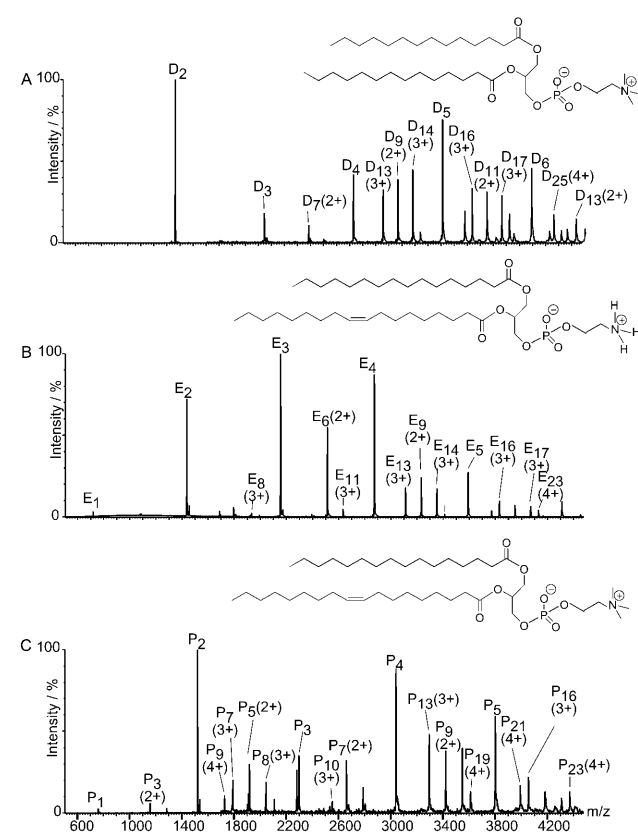 A
100
Intensity / %
0
D2
D3
D7(2+)
D4
D13
(3+)
D9
(2+)
D14
(3+)
D5
D16
(3+)
D11
(2+)
D17
(3+)
D6
D25(4+)
D13(2+)
O
O
O
O
O
P
O⊖
O
O
N⊕
B
100
Intensity / %
0
E1
E2
E8
(3+)
E3
E6(2+)
E11
(3+)
E4
E13
(3+)
E9
(2+)
E14
(3+)
E5
E16
(3+)
E17
(3+)
E23
(4+)
O
O
O
O
O
P
O⊖
O
O
H
N⊕
H
H
C
100
Intensity / %
0
P1
P3
(2+)
P2
P9
(4+)
P7
(3+)
P5(2+)
P8(3+)
P3
P10
(3+)
P7(2+)
P4
P13(3+)
P9
(2+)
P19
(4+)
P5
P21
(4+)
P16
(3+)
P23(4+)
O
O
O
O
O
P
O⊖
O
O
N⊕
600 1200 1800 2200 2600 3000 3400 3800 4200 m/z